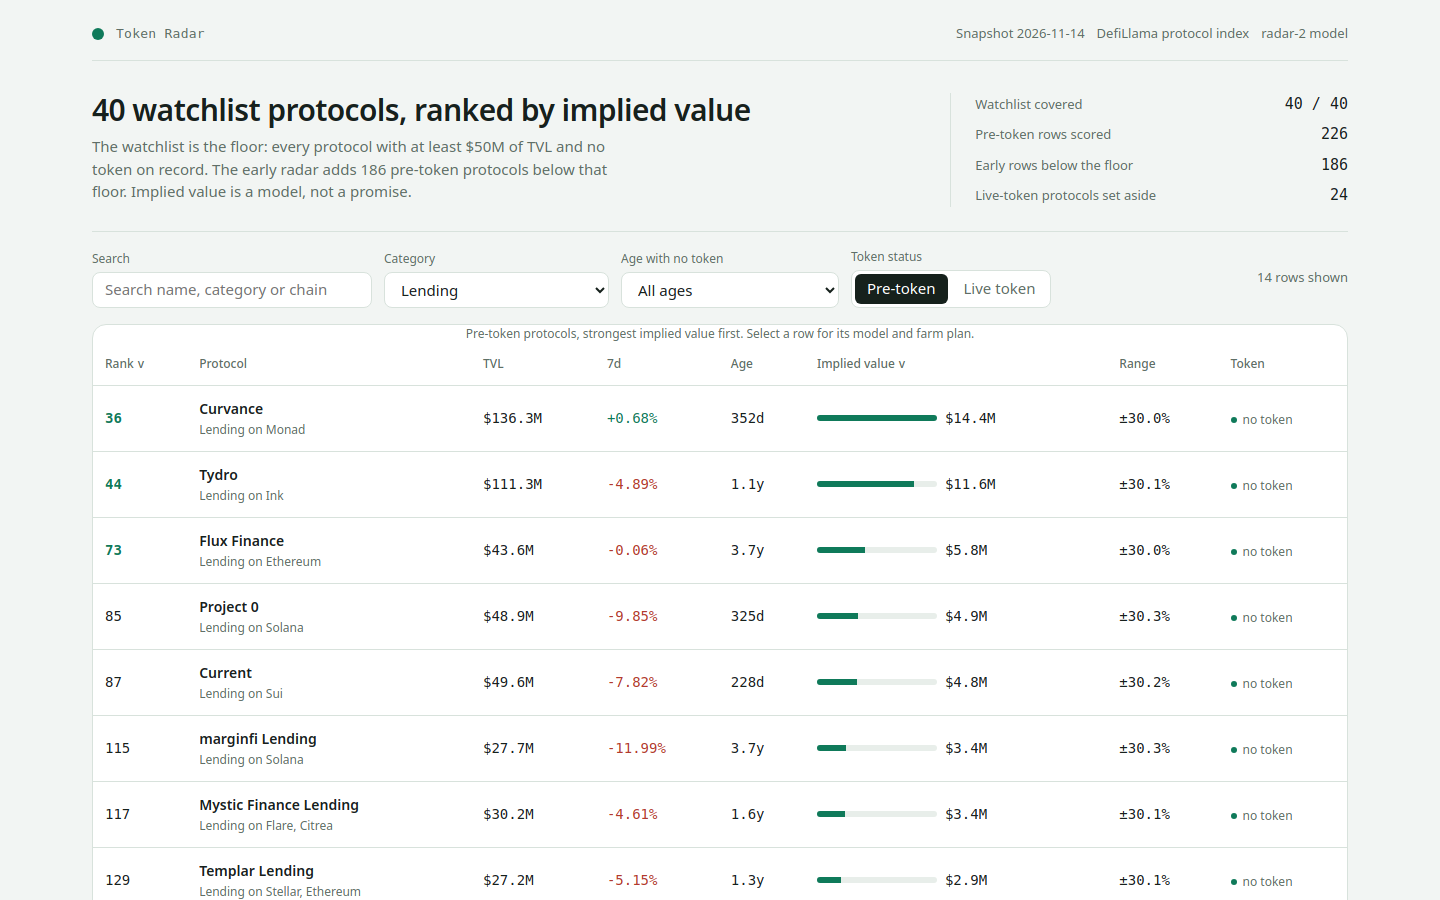 Token Radar
Snapshot 2026-11-14 DefiLlama protocol index radar-2 model
40 watchlist protocols, ranked by implied value
The watchlist is the floor: every protocol with at least $50M of TVL and no
token on record. The early radar adds 186 pre-token protocols below that
floor. Implied value is a model, not a promise.
Watchlist covered 40 / 40
Pre-token rows scored 226
Early rows below the floor 186
Live-token protocols set aside 24
Search
Category
Age with no token
Token status
Search name, category or chain
Lending
All ages
Pre-token
Live token
14 rows shown
Pre-token protocols, strongest implied value first. Select a row for its model and farm plan.
Rank v Protocol TVL 7d Age Implied value v Range Token
36 Curvance $136.3M +0.68% 352d $14.4M ±30.0% no token
Lending on Monad
44 Tydro $111.3M -4.89% 1.1y $11.6M ±30.1% no token
Lending on Ink
73 Flux Finance $43.6M -0.06% 3.7y $5.8M ±30.0% no token
Lending on Ethereum
85 Project 0 $48.9M -9.85% 325d $4.9M ±30.3% no token
Lending on Solana
87 Current $49.6M -7.82% 228d $4.8M ±30.2% no token
Lending on Sui
115 marginfi Lending $27.7M -11.99% 3.7y $3.4M ±30.3% no token
Lending on Solana
117 Mystic Finance Lending $30.2M -4.61% 1.6y $3.4M ±30.1% no token
Lending on Flare, Citrea
129 Templar Lending $27.2M -5.15% 1.3y $2.9M ±30.1% no token
Lending on Stellar, Ethereum